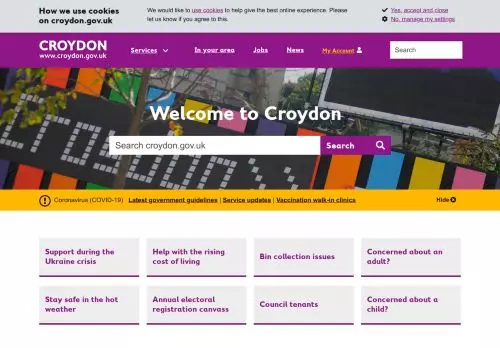 How we use cookies
on croydon.gov.uk
We would like to use cookies to help give the best online experience. Please
let us know if you agree to this.
Yes, accept and close
No, manage my settings
CROYDON
www.croydon.gov.uk
Services
In your area
Jobs
News
My Account
Search
Welcome to Croydon
Search croydon.gov.uk
Search
CROYDON
Coronavirus (COVID-19) Latest government guidelines | Service updates | Vaccination walk-in clinics
Hide
Support during the
Ukraine crisis
Help with the rising
cost of living
Bin collection issues
Concerned about an
adult?
Stay safe in the hot
weather
Annual electoral
registration canvass
Council tenants
Concerned about a
child?